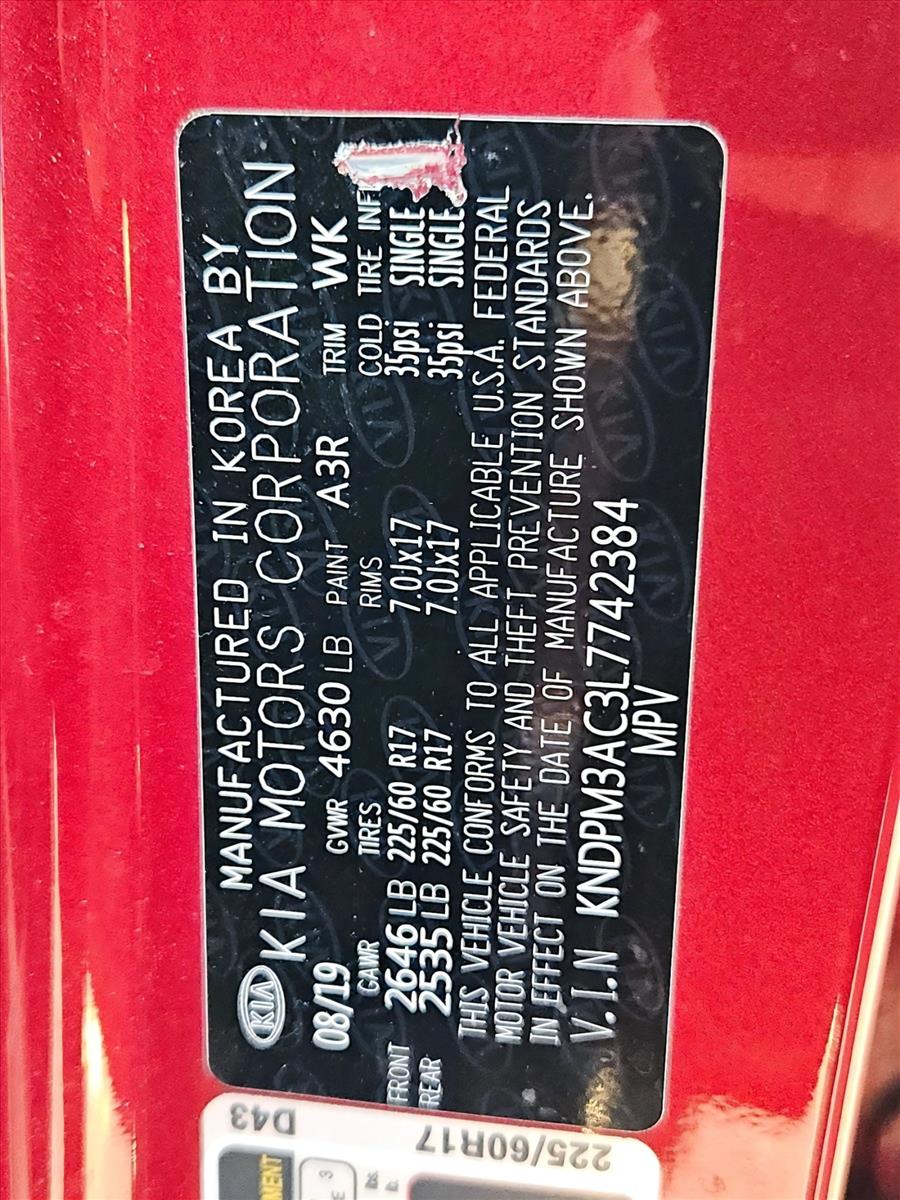 MANUFACTURED IN KOREA BY
KIA KIA MOTORS CORPORATION
08/19 GVWR 4630 LB PAINT A3R TRIM WK
GAWR TIRES RIMS COLD TIRE INF
FRONT 2646 LB 225/60 R17 7.0Jx17 35psi SINGLE
REAR 2535 LB 225/60 R17 7.0Jx17 35psi SINGLE
THIS VEHICLE CONFORMS TO ALL APPLICABLE U.S.A. FEDERAL
MOTOR VEHICLE SAFETY AND THEFT PREVENTION STANDARDS
IN EFFECT ON THE DATE OF MANUFACTURE SHOWN ABOVE.
V.I.N KNDPM3AC3L7742384
MPV
D43
225/60R17